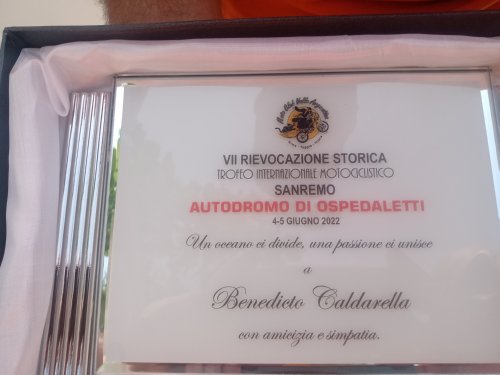 VII RIEVOCAZIONE STORICA
TROFEO INTERNAZIONALE MOTOCICLISTICO
SANREMO
AUTODROMO DI OSPEDALETTI
4-5 GIUGNO 2022
Un oceano ci divide, una passione ci unisce
a
Benedicto Caldarella
con amicizia e simpatia.